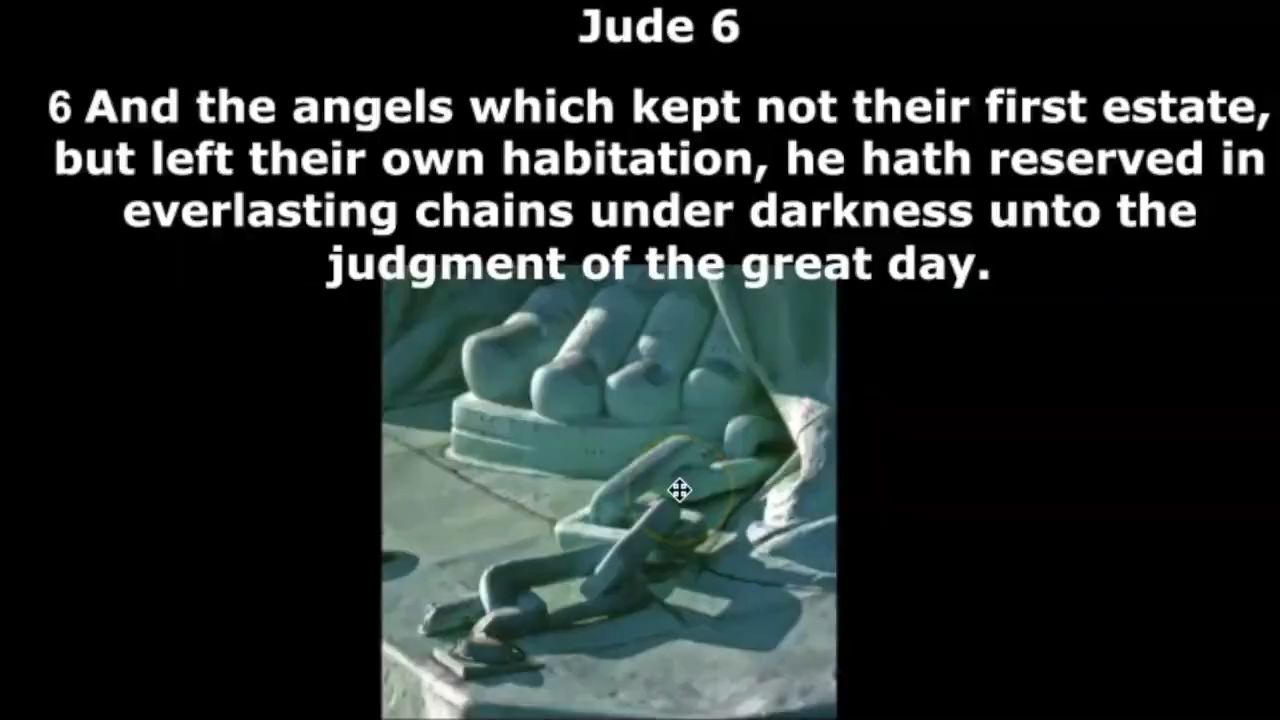 Jude 6
6 And the angels which kept not their first estate,
but left their own habitation, he hath reserved in
everlasting chains under darkness unto the
judgment of the great day.